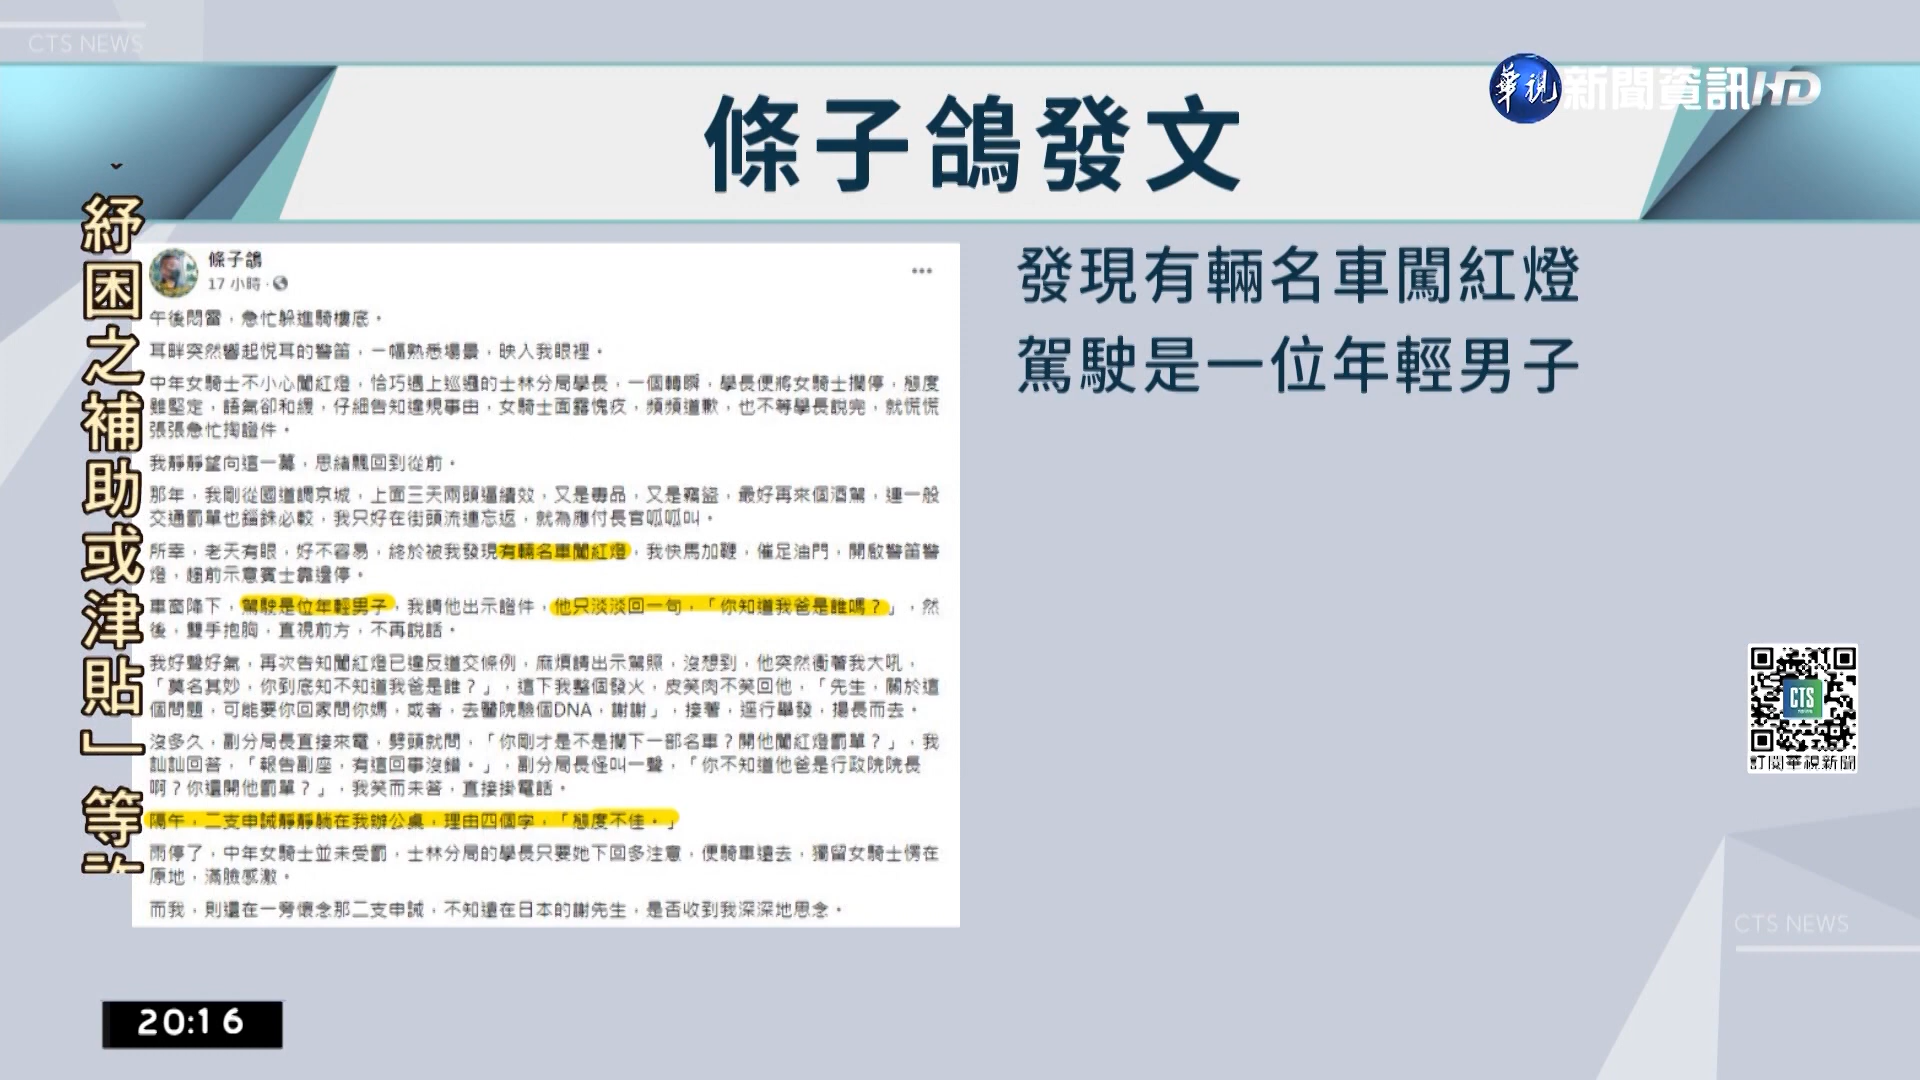 CTS NEWS
華視 新聞資訊HD
條子鴿發文
發現有輛名車闖紅燈
駕駛是一位年輕男子
紓困之補助或津貼」等
條子鴿
17 小時
午後悶雷，急忙躲進騎樓底。
耳畔突然響起悅耳的警笛，一幅熟悉場景，映入我眼裡。
中年女騎士不小心闖紅燈，恰巧遇上巡邏的士林分局學長，一個轉瞬，學長便將女騎士攔停，態度
雖堅定，語氣卻和緩，仔細告知違規事由，女騎士面露愧疚，頻頻道歉，也不等學長說完，就慌慌
張張急忙掏證件。
我靜靜望向這一幕，思緒飄回到從前。
那年，我剛從國道調京城，上面三天兩頭逼績效，又是毒品，又是竊盜，最好再來個酒駕，連一般
交通罰單也錙銖必較，我只好在街頭流連忘返，就為應付長官呱呱叫。
所幸，老天有眼，好不容易，終於被我發現有輛名車闖紅燈，我快馬加鞭，催足油門，開啟警笛警
燈，趨前示意賓士靠邊停。
車窗降下，駕駛是位年輕男子，我請他出示證件，他只淡淡回一句，「你知道我爸是誰嗎？」，然
後，雙手抱胸，直視前方，不再說話。
我好聲好氣，再次告知闖紅燈已違反道交條例，麻煩請出示駕照，沒想到，他突然衝著我大吼，
「莫名其妙，你到底知不知道我爸是誰？」，這下我整個發火，皮笑肉不笑回他，「先生，關於這
個問題，可能要你回家問你媽，或者，去醫院驗個DNA，謝謝」，接著，逕行舉發，揚長而去。
沒多久，副分局長直接來電，劈頭就問，「你剛才是不是攔下一部名車？開他闖紅燈罰單？」，我
訕訕回答，「報告副座，有這回事沒錯。」，副分局長怪叫一聲，「你不知道他爸是行政院院長
啊？你還開他罰單？」，我笑而未答，直接掛電話。
隔午，二支申誡靜靜躺在我辦公桌，理由四個字，「態度不佳。」
雨停了，中年女騎士並未受罰，士林分局的學長只要她下回多注意，便騎車遠去，獨留女騎士愣在
原地，滿臉感激。
而我，則還在一旁懷念那二支申誡，不知遠在日本的謝先生，是否收到我深深地思念。
CTS
訂閱華視新聞
CTS NEWS
20:16